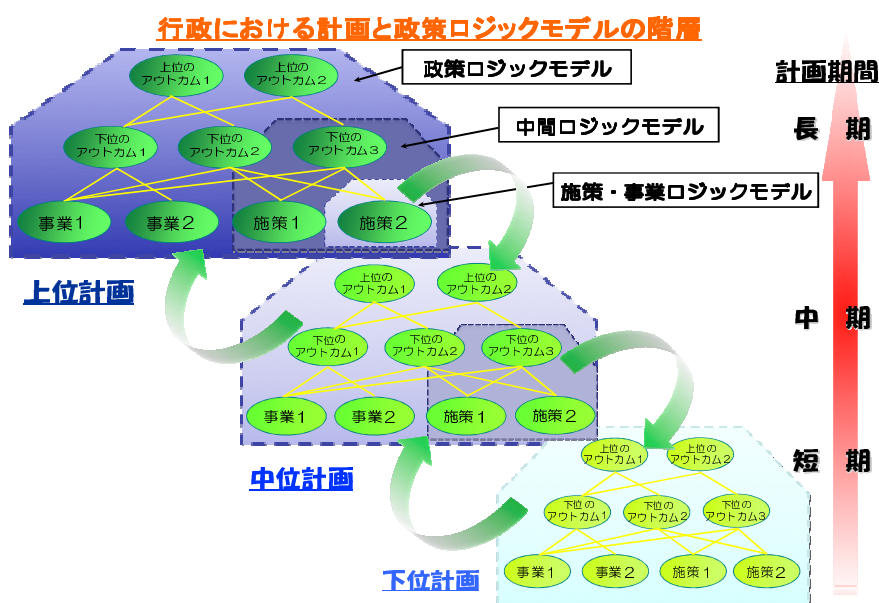 行政における計画と政策ロジックモデルの階層
上位の
アウトカム１
上位の
アウトカム２
政策ロジックモデル
計画期間
下位の
アウトカム１
下位の
アウトカム２
下位の
アウトカム３
中間ロジックモデル
長　期
事業１
事業２
施策１
施策２
施策・事業ロジックモデル
上位計画
上位の
アウトカム1
上位の
アウトカム2
中　期
下位の
アウトカム1
下位の
アウトカム2
下位の
アウトカム3
事業１
事業２
施策１
施策２
中位計画
上位の
アウトカム1
上位の
アウトカム2
短　期
下位の
アウトカム1
下位の
アウトカム2
下位の
アウトカム3
事業１
事業２
施策１
施策２
下位計画